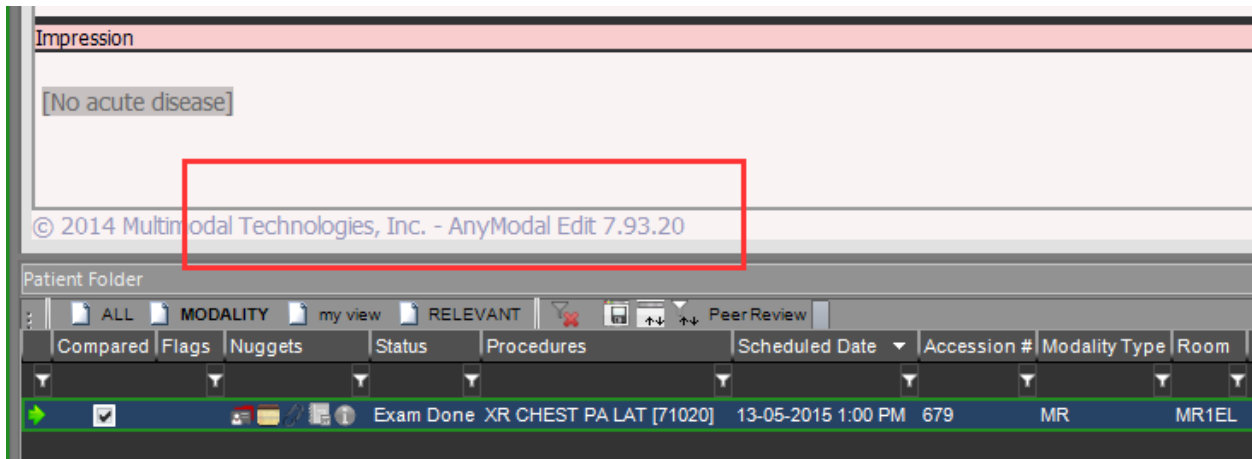 Impression
[No acute disease]
© 2014 Multimodal Technologies, Inc. - AnyModal Edit 7.93.20
Patient Folder
ALL MODALITY my view RELEVANT Peer Review
Compared Flags Nuggets Status Procedures Scheduled Date Accession # Modality Type Room
Exam Done XR CHEST PA LAT [71020] 13-05-2015 1:00 PM 679 MR MR1EL